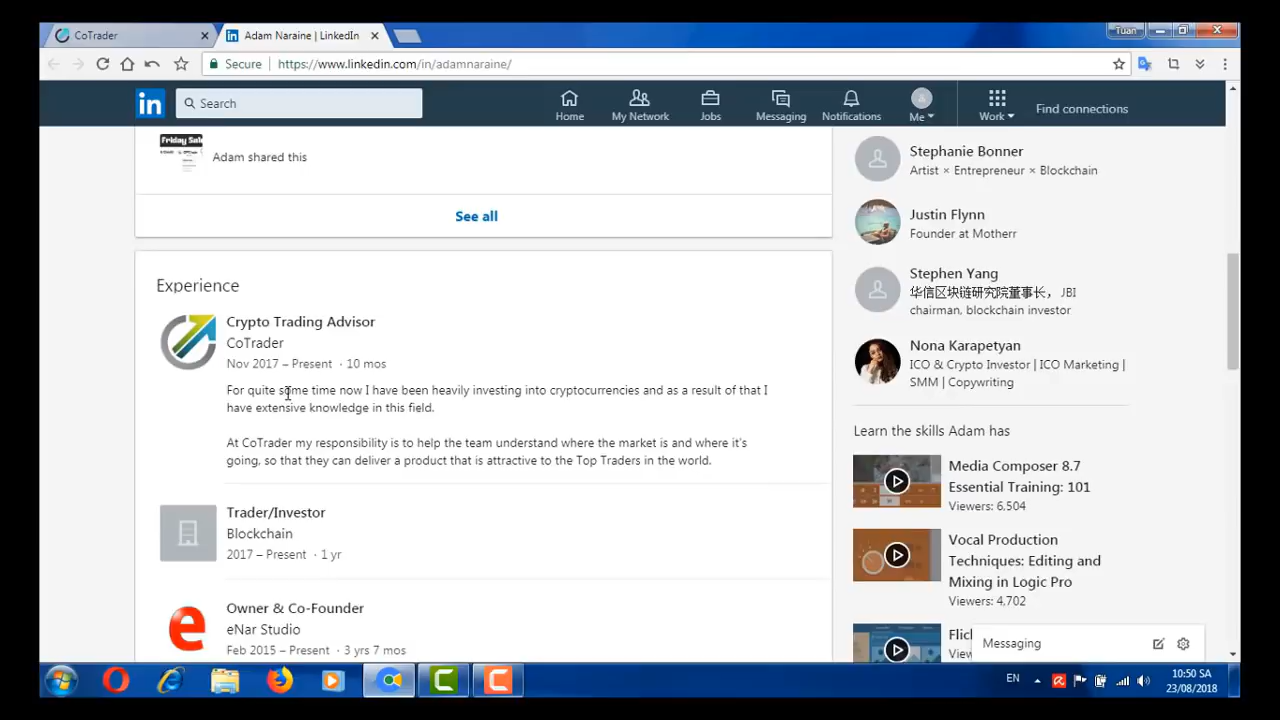 CoTrader
Adam Naraine | LinkedIn
Tuan
Secure
https://www.linkedin.com/in/adamnaraine/
in
Search
Home
My Network
Jobs
Messaging
Notifications
Me
Work
Find connections
Friday Sale
Adam shared this
See all
Experience
Crypto Trading Advisor
CoTrader
Nov 2017 – Present · 10 mos
For quite some time now I have been heavily investing into cryptocurrencies and as a result of that I
have extensive knowledge in this field.
At CoTrader my responsibility is to help the team understand where the market is and where it's
going, so that they can deliver a product that is attractive to the Top Traders in the world.
Trader/Investor
Blockchain
2017 – Present · 1 yr
Owner & Co-Founder
eNar Studio
Feb 2015 – Present · 3 yrs 7 mos
Stephanie Bonner
Artist × Entrepreneur × Blockchain
Justin Flynn
Founder at Motherr
Stephen Yang
华信区块链研究院董事长， JBI
chairman, blockchain investor
Nona Karapetyan
ICO & Crypto Investor | ICO Marketing |
SMM | Copywriting
Learn the skills Adam has
Media Composer 8.7
Essential Training: 101
Viewers: 6,504
Vocal Production
Techniques: Editing and
Mixing in Logic Pro
Viewers: 4,702
Messaging
EN
10:50 SA
23/08/2018